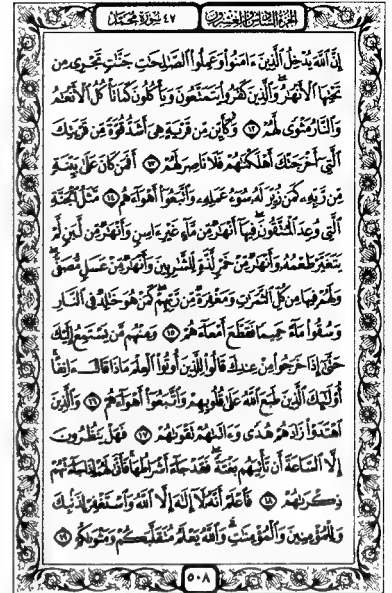 الجزء السادس والعشرون ٤٧ سورة محمد
إِنَّ ٱللَّهَ يُدْخِلُ ٱلَّذِينَ ءَامَنُوا۟ وَعَمِلُوا۟ ٱلصَّٰلِحَٰتِ جَنَّٰتٍ تَجْرِى مِن
تَحْتِهَا ٱلْأَنْهَٰرُ وَٱلَّذِينَ كَفَرُوا۟ يَتَمَتَّعُونَ وَيَأْكُلُونَ كَمَا تَأْكُلُ ٱلْأَنْعَٰمُ
وَٱلنَّارُ مَثْوًى لَّهُمْ ١٢ وَكَأَيِّن مِّن قَرْيَةٍ هِىَ أَشَدُّ قُوَّةً مِّن قَرْيَتِكَ
ٱلَّتِىٓ أَخْرَجَتْكَ أَهْلَكْنَٰهُمْ فَلَا نَاصِرَ لَهُمْ ١٣ أَفَمَن كَانَ عَلَىٰ بَيِّنَةٍ
مِّن رَّبِّهِۦ كَمَن زُيِّنَ لَهُۥ سُوٓءُ عَمَلِهِۦ وَٱتَّبَعُوٓا۟ أَهْوَآءَهُم ١٤ مَّثَلُ ٱلْجَنَّةِ
ٱلَّتِى وُعِدَ ٱلْمُتَّقُونَ فِيهَآ أَنْهَٰرٌ مِّن مَّآءٍ غَيْرِ ءَاسِنٍ وَأَنْهَٰرٌ مِّن لَّبَنٍ لَّمْ
يَتَغَيَّرْ طَعْمُهُۥ وَأَنْهَٰرٌ مِّنْ خَمْرٍ لَّذَّةٍ لِّلشَّٰرِبِينَ وَأَنْهَٰرٌ مِّنْ عَسَلٍ مُّصَفًّى
وَلَهُمْ فِيهَا مِن كُلِّ ٱلثَّمَرَٰتِ وَمَغْفِرَةٌ مِّن رَّبِّهِمْ كَمَنْ هُوَ خَٰلِدٌ فِى ٱلنَّارِ
وَسُقُوا۟ مَآءً حَمِيمًا فَقَطَّعَ أَمْعَآءَهُمْ ١٥ وَمِنْهُم مَّن يَسْتَمِعُ إِلَيْكَ
حَتَّىٰٓ إِذَا خَرَجُوا۟ مِنْ عِندِكَ قَالُوا۟ لِلَّذِينَ أُوتُوا۟ ٱلْعِلْمَ مَاذَا قَالَ ءَانِفًا
أُو۟لَٰٓئِكَ ٱلَّذِينَ طَبَعَ ٱللَّهُ عَلَىٰ قُلُوبِهِمْ وَٱتَّبَعُوٓا۟ أَهْوَآءَهُمْ ١٦ وَٱلَّذِينَ
ٱهْتَدَوْا۟ زَادَهُمْ هُدًى وَءَاتَىٰهُمْ تَقْوَىٰهُمْ ١٧ فَهَلْ يَنظُرُونَ
إِلَّا ٱلسَّاعَةَ أَن تَأْتِيَهُم بَغْتَةً فَقَدْ جَآءَ أَشْرَاطُهَا فَأَنَّىٰ لَهُمْ إِذَا جَآءَتْهُمْ
ذِكْرَىٰهُمْ ١٨ فَٱعْلَمْ أَنَّهُۥ لَآ إِلَٰهَ إِلَّا ٱللَّهُ وَٱسْتَغْفِرْ لِذَنۢبِكَ
وَلِلْمُؤْمِنِينَ وَٱلْمُؤْمِنَٰتِ وَٱللَّهُ يَعْلَمُ مُتَقَلَّبَكُمْ وَمَثْوَىٰكُمْ ١٩
٥٠٨